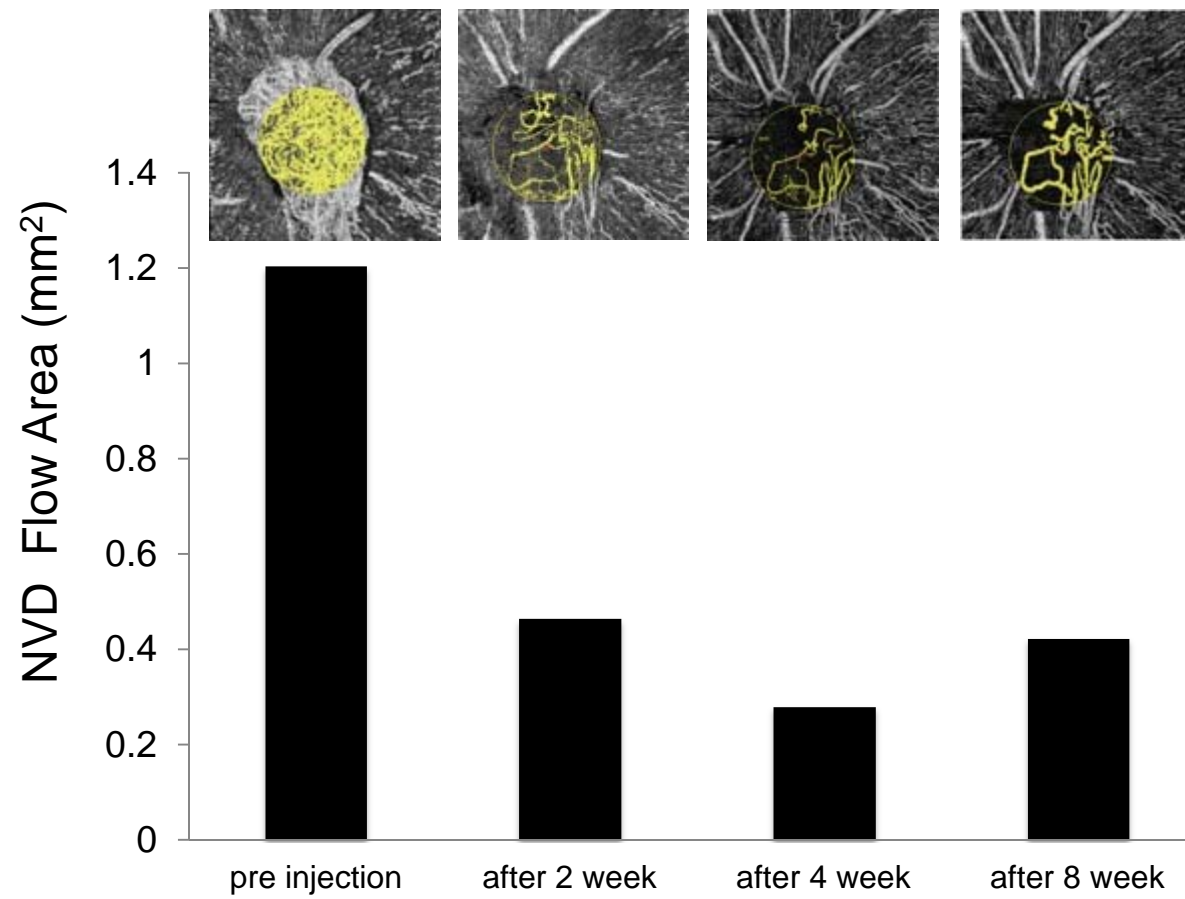 NVD Flow Area (mm²)
1.4
1.2
1
0.8
0.6
0.4
0.2
0
pre injection
after 2 week
after 4 week
after 8 week